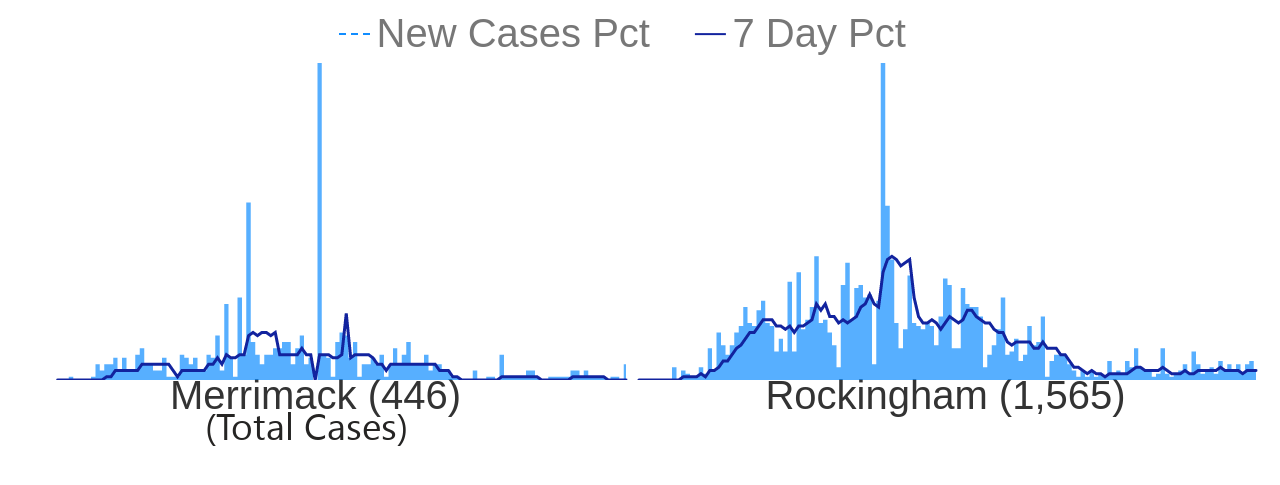 New Cases Pct 7 Day Pct
Merrimack (446) Rockingham (1,565)
(Total Cases)